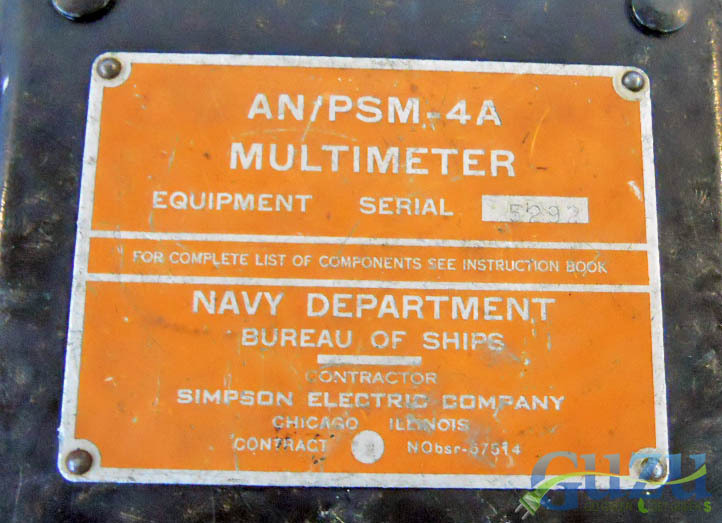 AN/PSM-4A
MULTIMETER
EQUIPMENT SERIAL 5292
FOR COMPLETE LIST OF COMPONENTS SEE INSTRUCTION BOOK
NAVY DEPARTMENT
BUREAU OF SHIPS
CONTRACTOR
SIMPSON ELECTRIC COMPANY
CHICAGO ILLINOIS
CONTRACT NObsr-57514
Guzu